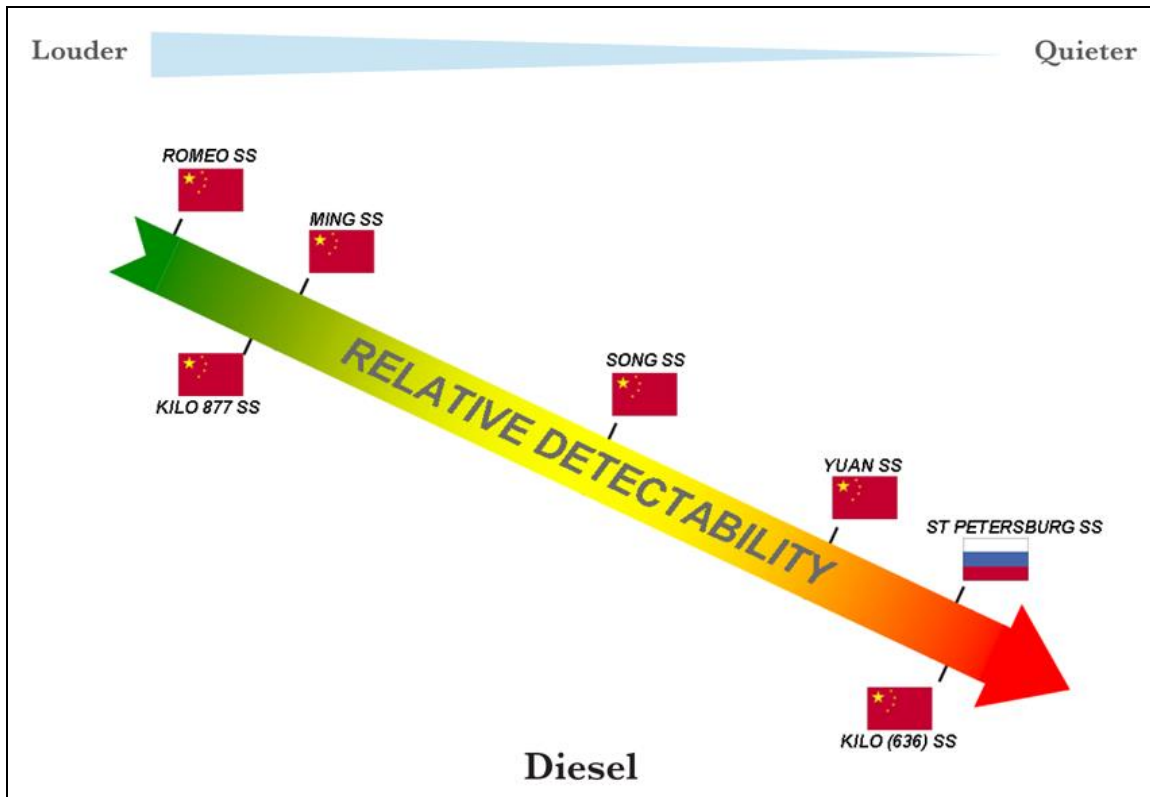 Louder
Quieter
ROMEO SS
MING SS
KILO 877 SS
SONG SS
RELATIVE DETECTABILITY
YUAN SS
ST PETERSBURG SS
KILO (636) SS
Diesel